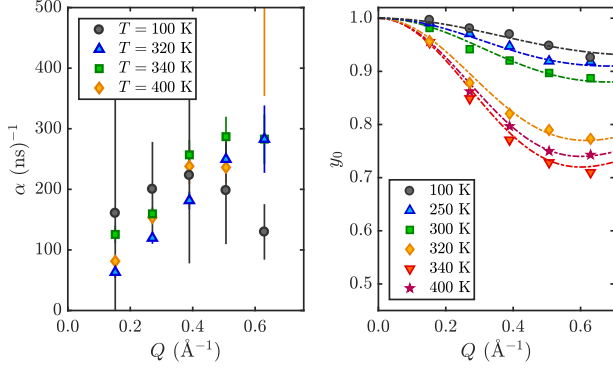 500
400
300
200
100
0
α (ns)⁻¹
T = 100 K
T = 320 K
T = 340 K
T = 400 K
0.0 0.2 0.4 0.6
Q (Å⁻¹)
1.0
0.9
0.8
0.7
0.6
0.5
y₀
100 K
250 K
300 K
320 K
340 K
400 K
0.0 0.2 0.4 0.6
Q (Å⁻¹)